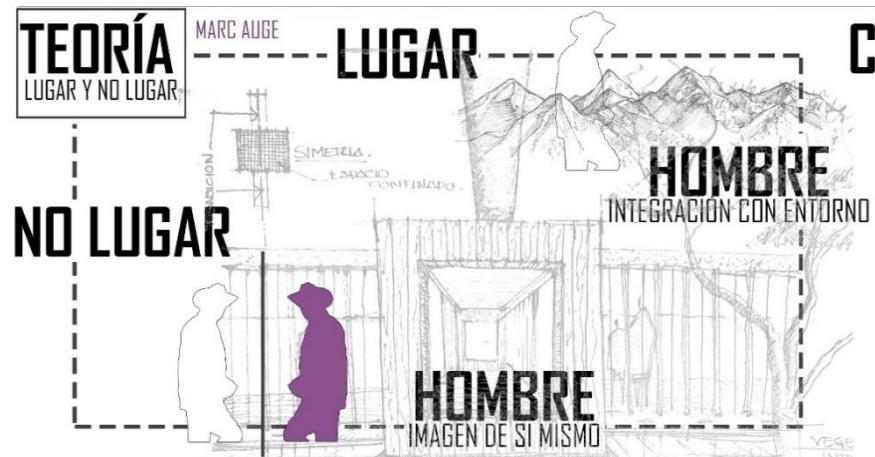 TEORÍA
LUGAR Y NO LUGAR
MARC AUGE
LUGAR
C
SIMETRIA.
ESPACIO
CONFINADO.
HOMBRE
INTEGRACIÓN CON ENTORNO
NO LUGAR
HOMBRE
IMAGEN DE SI MISMO
VEGE